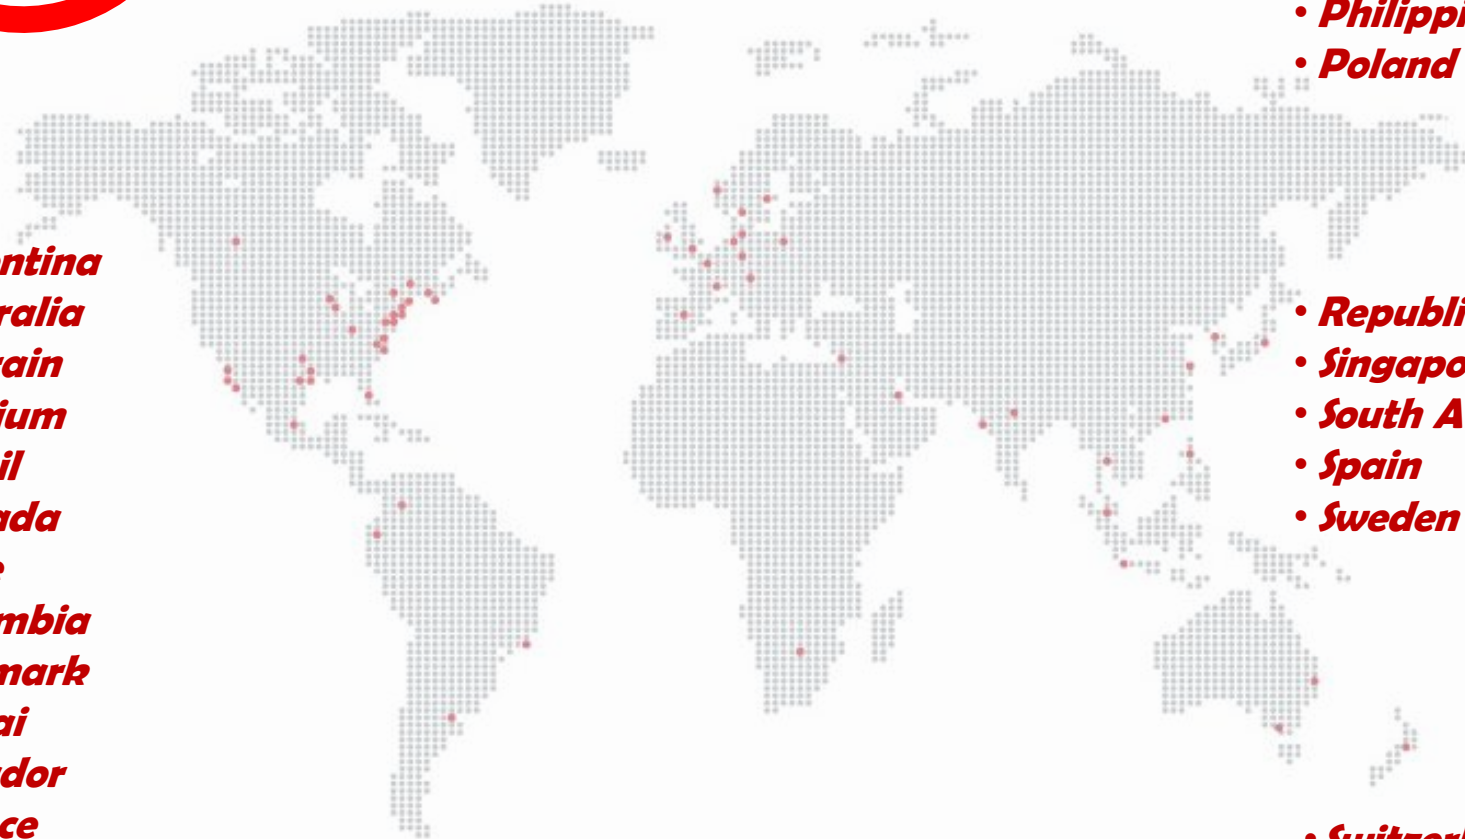 ntina
ralia
ain
ium
il
ada
e
mbia
mark
ai
dor
ce
• Philippi
• Poland
• Republi
• Singapo
• South A
• Spain
• Sweden